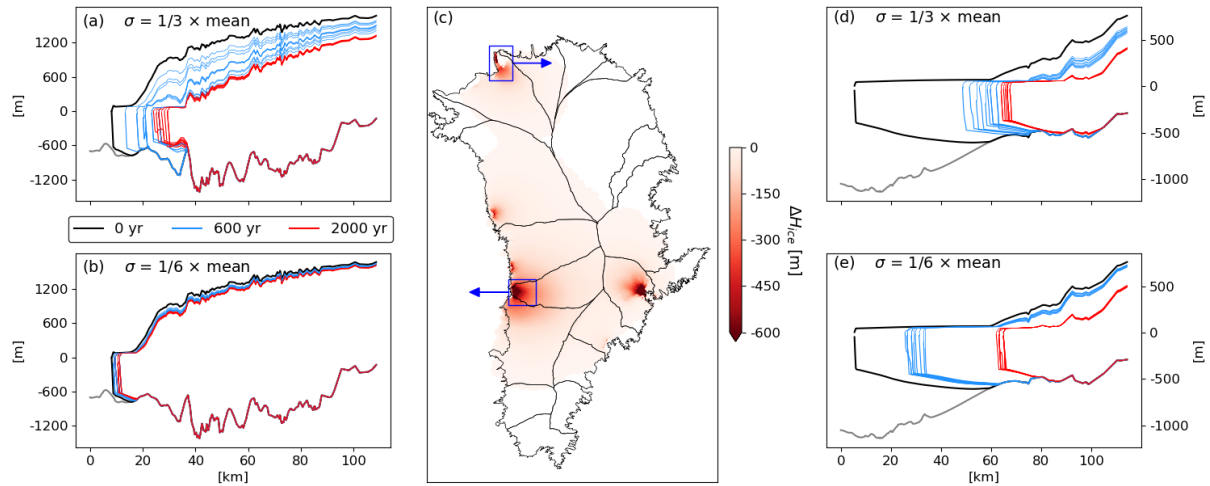 (a) σ = 1/3 × mean
1200
600
0
-600
-1200
[m]
0 yr 600 yr 2000 yr
(b) σ = 1/6 × mean
1200
600
0
-600
-1200
[m]
0 20 40 60 80 100
[km]
(c)
0
-150
-300
-450
-600
ΔHice [m]
(d) σ = 1/3 × mean
500
0
-500
-1000
[m]
(e) σ = 1/6 × mean
500
0
-500
-1000
[m]
0 20 40 60 80 100
[km]